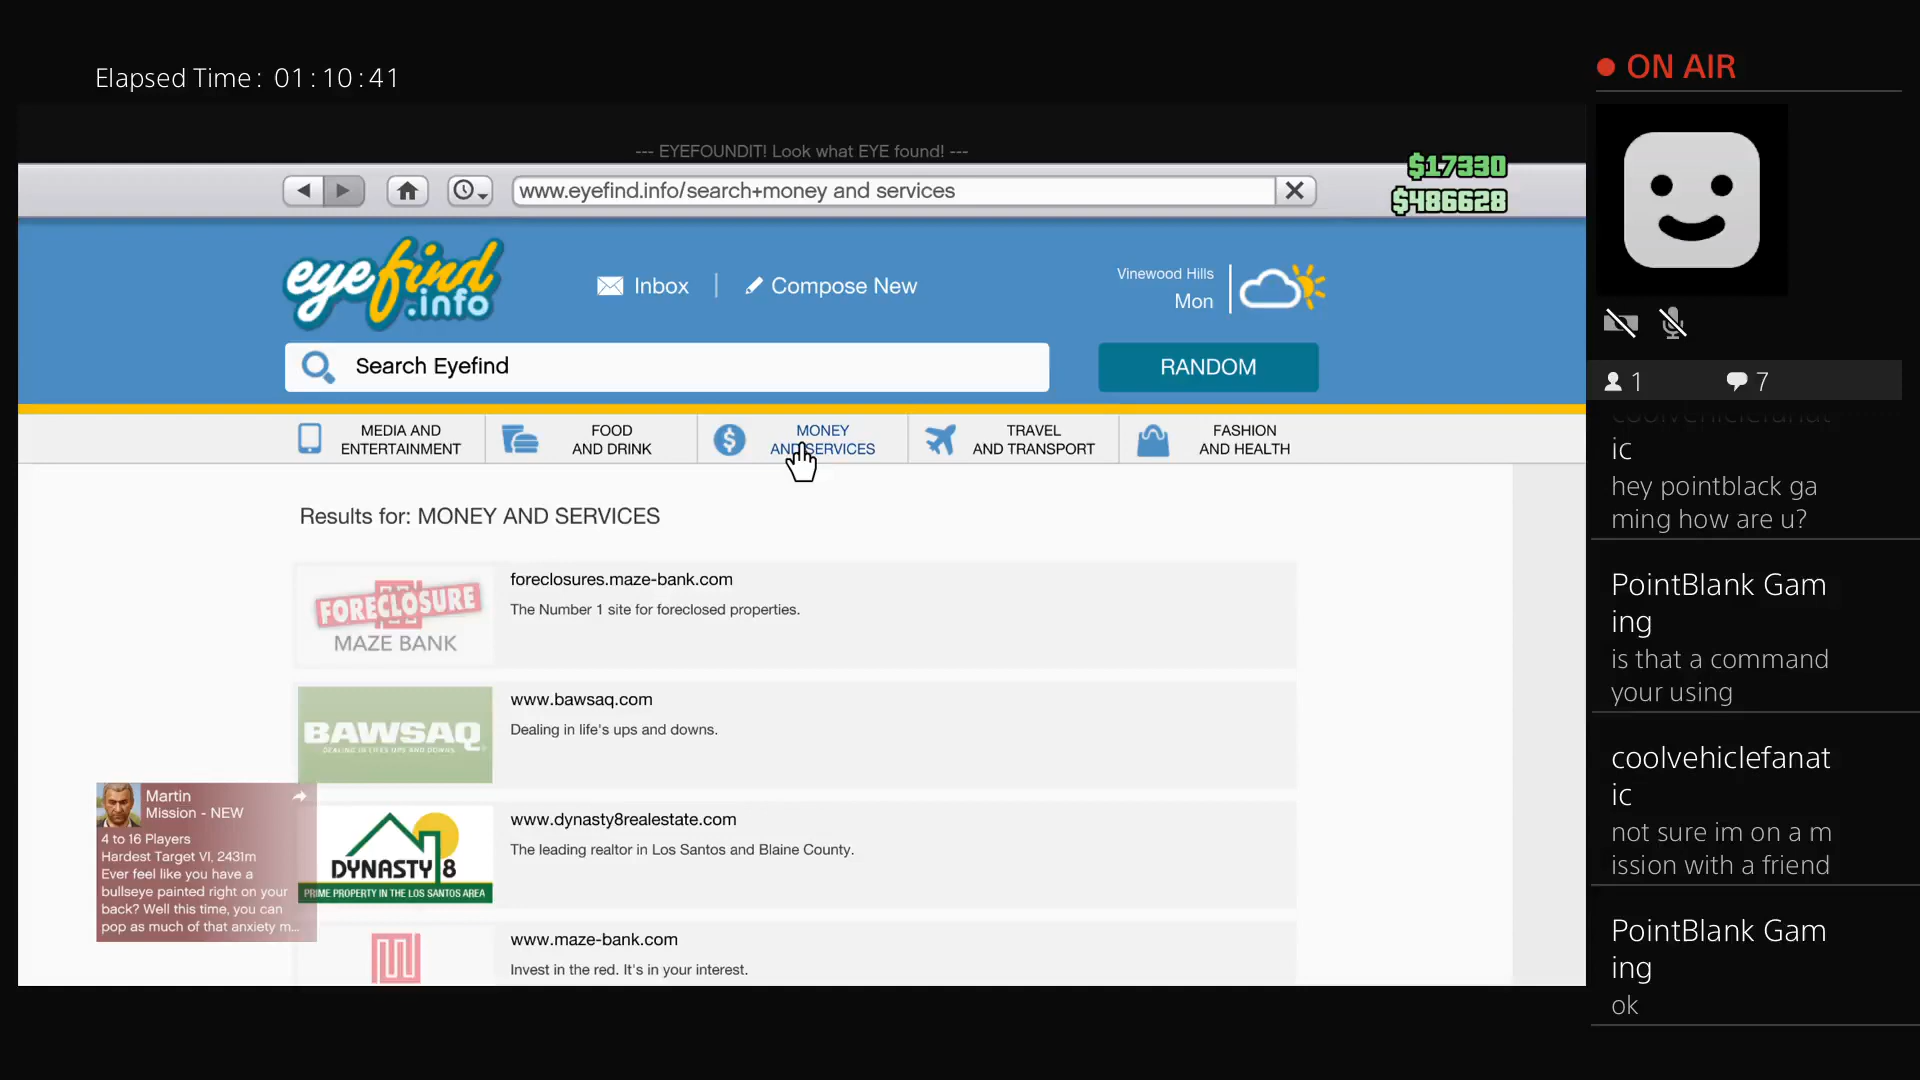 Elapsed Time: 01:10:41
ON AIR
--- EYEFOUNDIT! Look what EYE found! ---
$17330
$486628
www.eyefind.info/search+money and services
eyefind
.info
Inbox
Compose New
Vinewood Hills
Mon
Search Eyefind
RANDOM
MEDIA AND
ENTERTAINMENT
FOOD
AND DRINK
MONEY
AND SERVICES
TRAVEL
AND TRANSPORT
FASHION
AND HEALTH
Results for: MONEY AND SERVICES
FORECLOSURE
MAZE BANK
foreclosures.maze-bank.com
The Number 1 site for foreclosed properties.
BAWSAQ
DEALING IN LIFE'S UPS AND DOWNS
www.bawsaq.com
Dealing in life's ups and downs.
DYNASTY 8
PRIME PROPERTY IN THE LOS SANTOS AREA
www.dynasty8realestate.com
The leading realtor in Los Santos and Blaine County.
www.maze-bank.com
Invest in the red. It's in your interest.
Martin
Mission - NEW
4 to 16 Players
Hardest Target VI, 2431m
Ever feel like you have a
bullseye painted right on your
back? Well this time, you can
pop as much of that anxiety m...
1
7
coolvehiclefanat
ic
hey pointblack ga
ming how are u?
PointBlank Gam
ing
is that a command
your using
coolvehiclefanat
ic
not sure im on a m
ission with a friend
PointBlank Gam
ing
ok